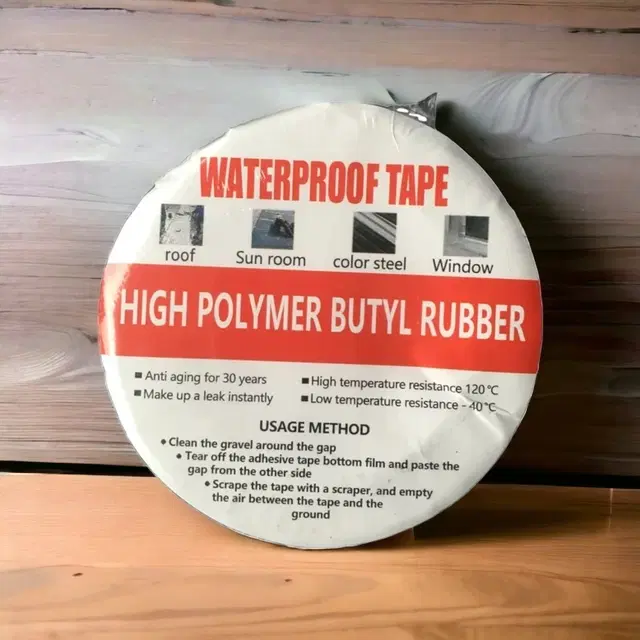 WATERPROOF TAPE
roof Sun room color steel Window
HIGH POLYMER BUTYL RUBBER
▪ Anti aging for 30 years ▪ High temperature resistance 120℃
▪ Make up a leak instantly ▪ Low temperature resistance - 40℃
USAGE METHOD
• Clean the gravel around the gap
• Tear off the adhesive tape bottom film and paste the
gap from the other side
• Scrape the tape with a scraper, and empty
the air between the tape and the
ground